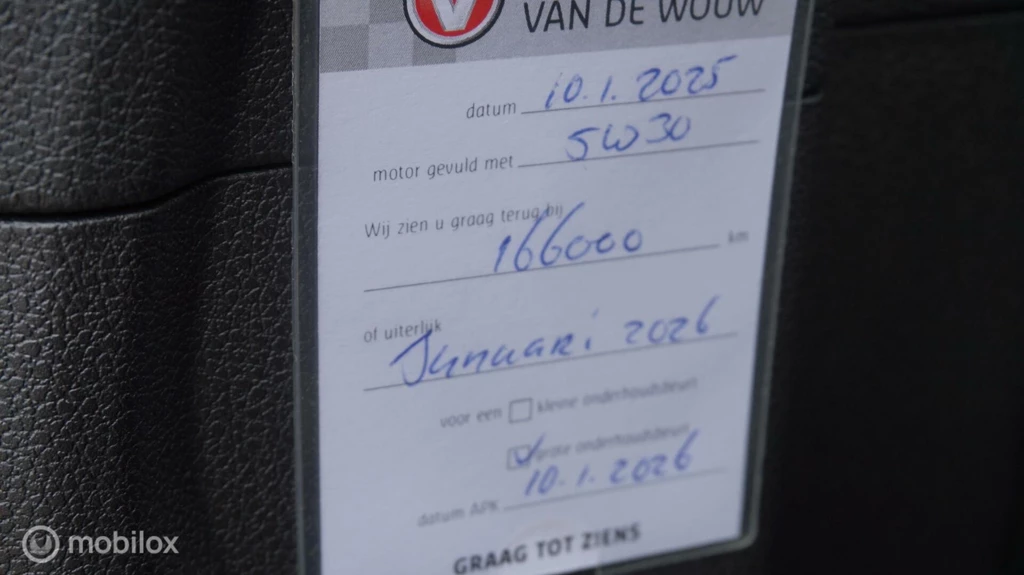 V
VAN DE WOUW
datum 10.1.2025
motor gevuld met 5W30
Wij zien u graag terug bij
166000 km
of uiterlijk
Januari 2026
voor een kleine onderhoudsbeurt
grote onderhoudsbeurt
datum APK 10.1.2026
GRAAG TOT ZIENS
mobilox